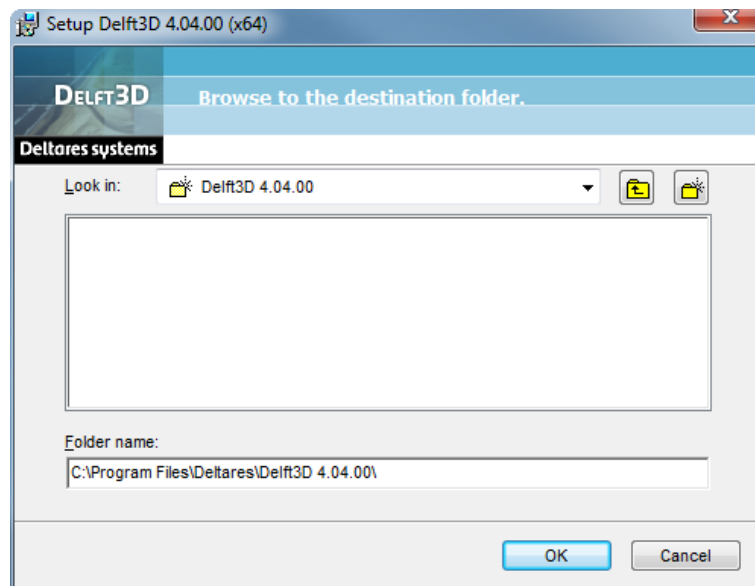 Setup Delft3D 4.04.00 (x64)
DELFT3D
Browse to the destination folder.
Deltares systems
Look in:
Delft3D 4.04.00
Folder name:
C:\Program Files\Deltares\Delft3D 4.04.00\
OK
Cancel